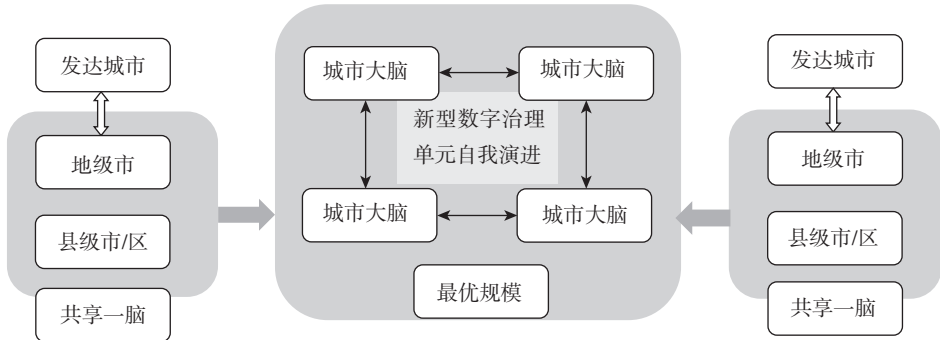 发达城市
地级市
县级市/区
共享一脑
城市大脑
城市大脑
新型数字治理
单元自我演进
城市大脑
城市大脑
最优规模
发达城市
地级市
县级市/区
共享一脑